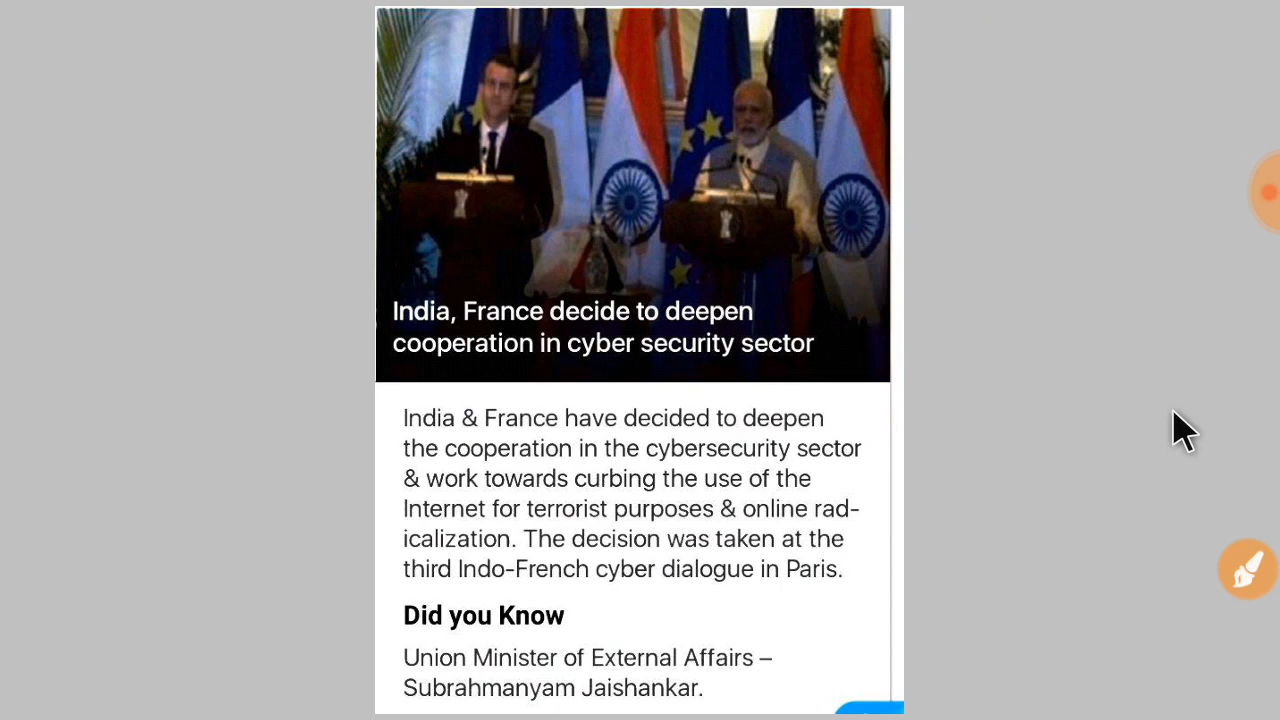 India, France decide to deepen
cooperation in cyber security sector
India & France have decided to deepen
the cooperation in the cybersecurity sector
& work towards curbing the use of the
Internet for terrorist purposes & online rad-
icalization. The decision was taken at the
third Indo-French cyber dialogue in Paris.
Did you Know
Union Minister of External Affairs –
Subrahmanyam Jaishankar.